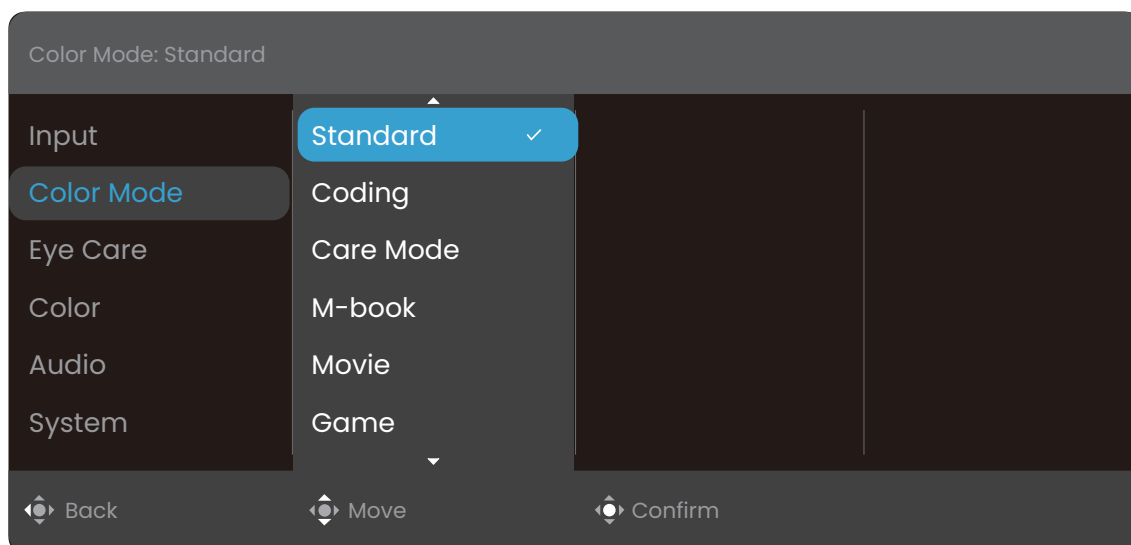 Color Mode: Standard
Input
Color Mode
Eye Care
Color
Audio
System
Standard
Coding
Care Mode
M-book
Movie
Game
Back
Move
Confirm